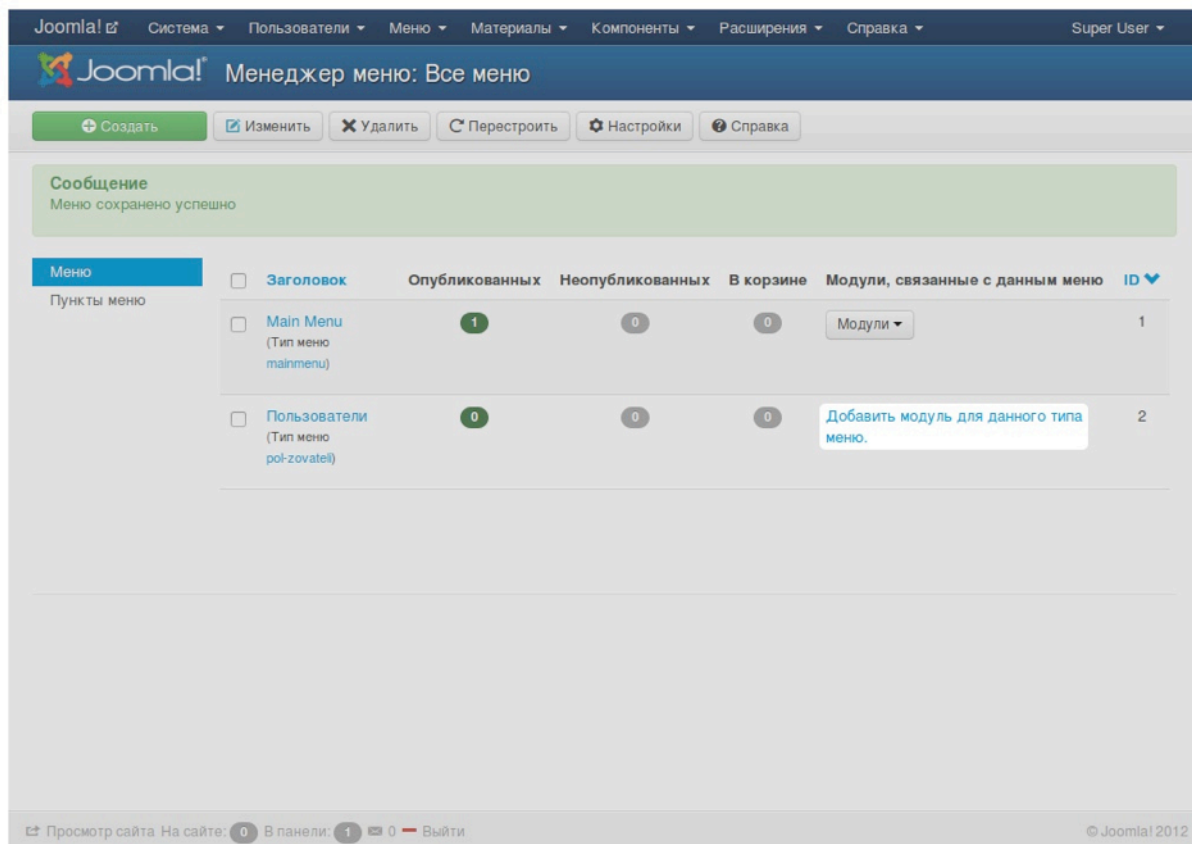 Joomla! Система Пользователи Меню Материалы Компоненты Расширения Справка Super User
Joomla! Менеджер меню: Все меню
Создать Изменить Удалить Перестроить Настройки Справка
Сообщение
Меню сохранено успешно
Меню
Пункты меню
Заголовок Опубликованных Неопубликованных В корзине Модули, связанные с данным меню ID
Main Menu 1 0 0 Модули 1
(Тип меню
mainmenu)
Пользователи 0 0 0 Добавить модуль для данного типа 2
(Тип меню меню.
pol-zovateli)
Просмотр сайта На сайте: 0 В панели: 1 0 Выйти © Joomla! 2012